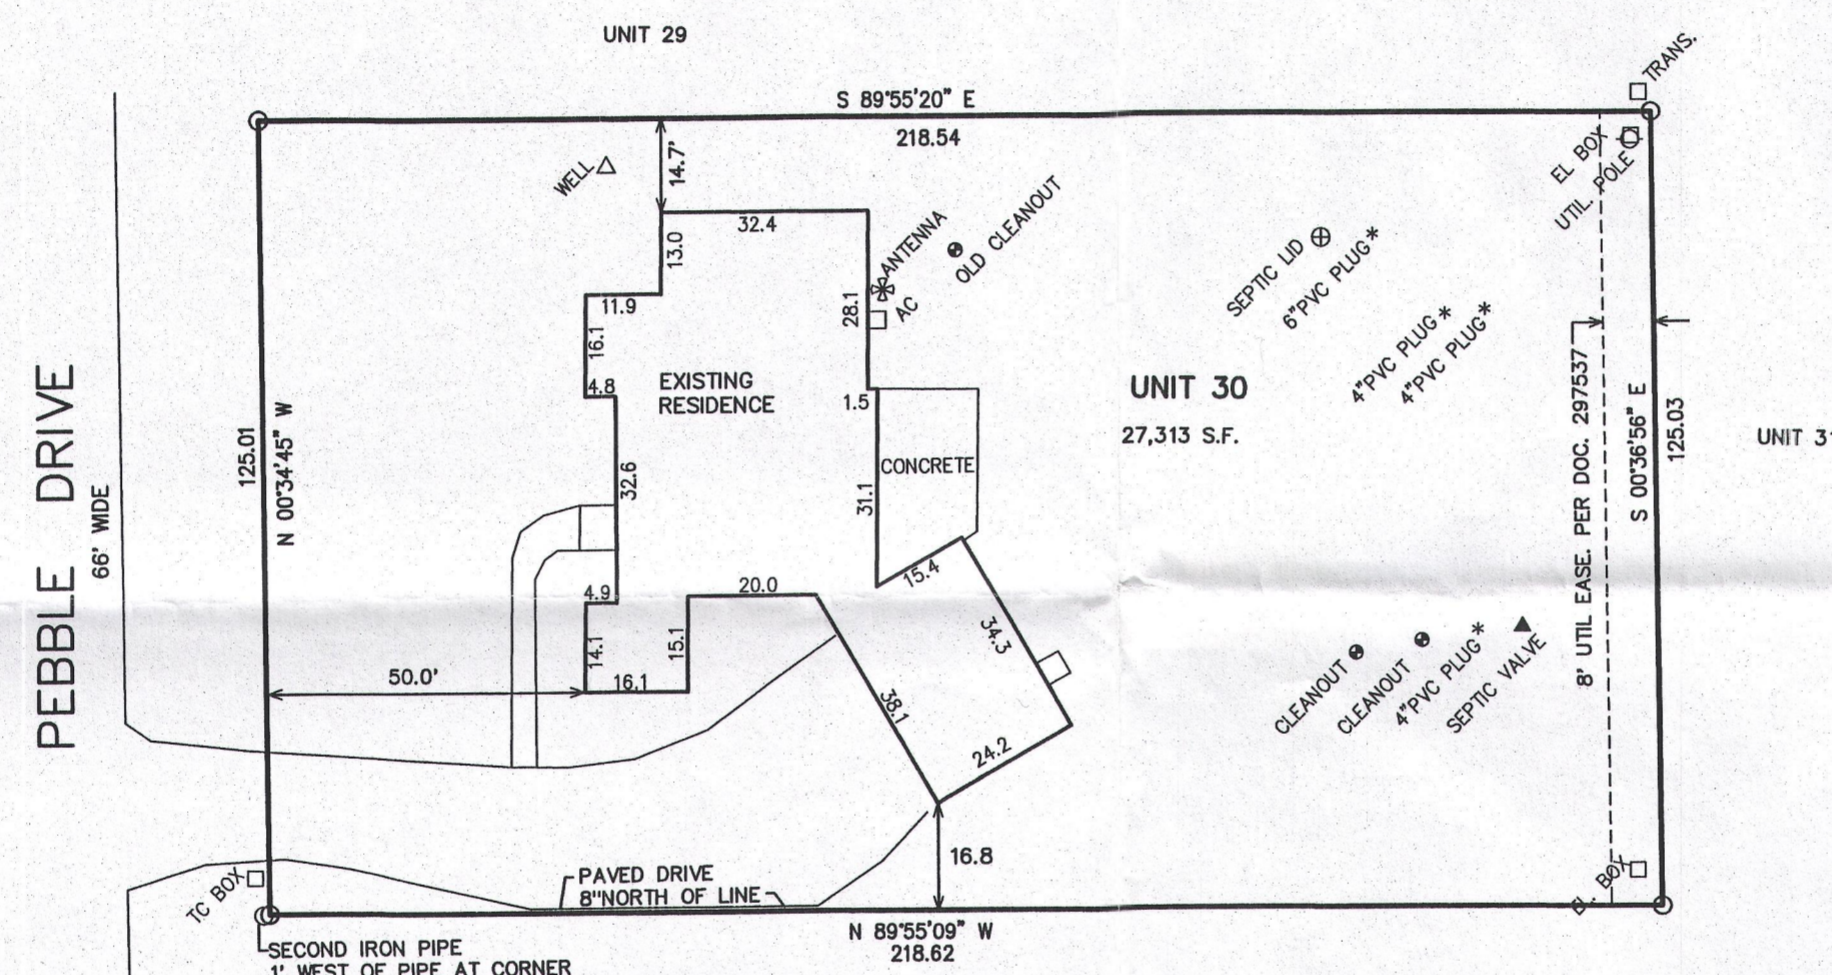 UNIT 29
TRANS.
S 89°55'20" E
218.54
EL BOX
UTIL. POLE
WELL
14.7'
32.4
13.0
ANTENNA
OLD CLEANOUT
SEPTIC LID
6"PVC PLUG*
11.9
28.1
AC
16.1
4"PVC PLUG*
4"PVC PLUG*
4.8
EXISTING
RESIDENCE
1.5
UNIT 30
27,313 S.F.
8' UTIL EASE. PER DOC. 297537
S 00°36'56" E
125.03
UNIT 31
PEBBLE DRIVE
66' WIDE
125.01
N 00°34'45" W
32.6
31.1
CONCRETE
15.4
4.9
20.0
14.1
15.1
34.3
50.0'
16.1
38.1
24.2
CLEANOUT
CLEANOUT
4"PVC PLUG*
SEPTIC VALVE
16.8
TC BOX
PAVED DRIVE
8"NORTH OF LINE
EL. BOX
N 89°55'09" W
218.62
SECOND IRON PIPE
1' WEST OF PIPE AT CORNER